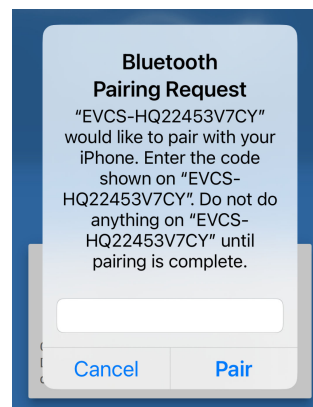 Bluetooth
Pairing Request
“EVCS-HQ22453V7CY”
would like to pair with your
iPhone. Enter the code
shown on “EVCS-
HQ22453V7CY”. Do not do
anything on “EVCS-
HQ22453V7CY” until
pairing is complete.
Cancel
Pair